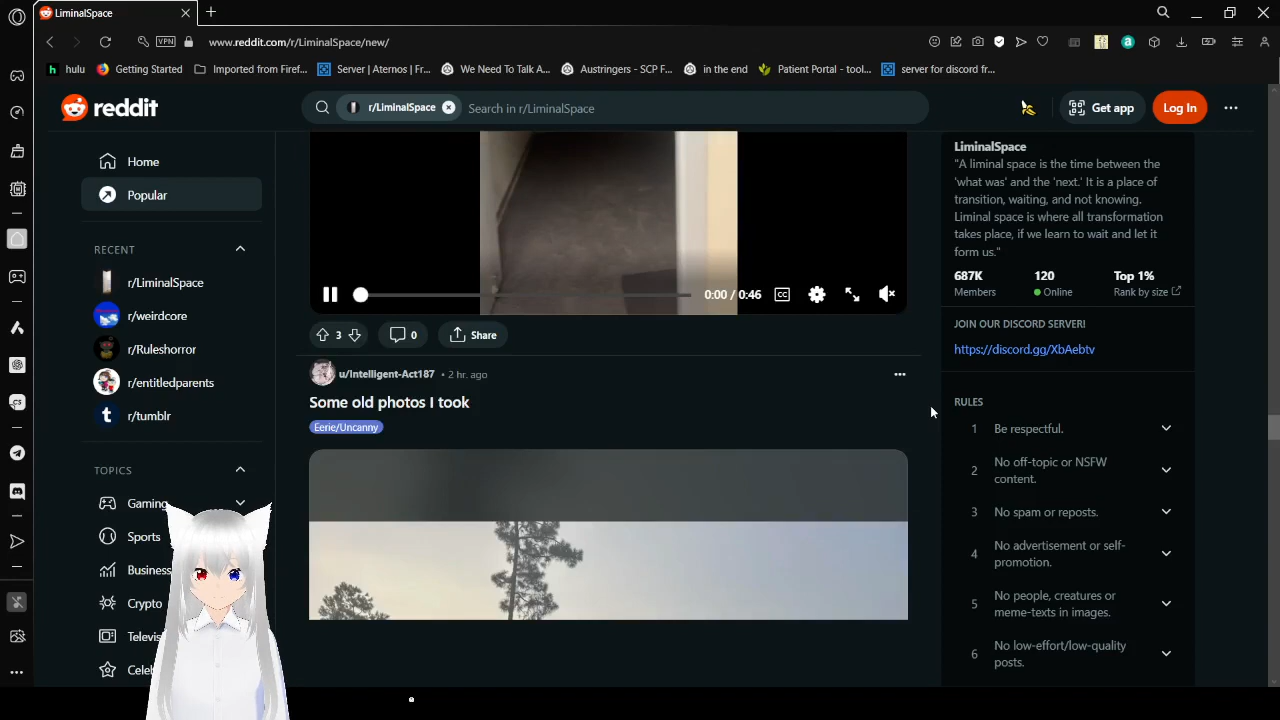 LiminalSpace
www.reddit.com/r/LiminalSpace/new/
VPN
hulu
Getting Started
Imported from Firef...
Server | Aternos | Fr...
We Need To Talk A...
Austringers - SCP F...
in the end
Patient Portal - tool...
server for discord fr...
reddit
r/LiminalSpace
Search in r/LiminalSpace
Get app
Log In
Home
Popular
RECENT
r/LiminalSpace
r/weirdcore
r/Ruleshorror
r/entitledparents
r/tumblr
TOPICS
Gaming
Sports
Business
Crypto
Televis
Celeb
0:00 / 0:46
CC
3
0
Share
u/Intelligent-Act187 • 2 hr. ago
Some old photos I took
Eerie/Uncanny
LiminalSpace
"A liminal space is the time between the
'what was' and the 'next.' It is a place of
transition, waiting, and not knowing.
Liminal space is where all transformation
takes place, if we learn to wait and let it
form us."
687K
Members
120
Online
Top 1%
Rank by size
JOIN OUR DISCORD SERVER!
https://discord.gg/XbAebtv
RULES
1 Be respectful.
2 No off-topic or NSFW
content.
3 No spam or reposts.
4 No advertisement or self-
promotion.
5 No people, creatures or
meme-texts in images.
6 No low-effort/low-quality
posts.